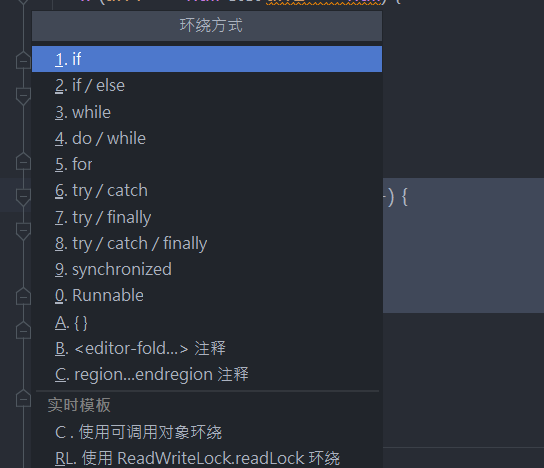 null
null) {
环绕方式
1. if
2. if / else
3. while
4. do / while
5. for
6. try / catch
7. try / finally
) {
8. try / catch / finally
9. synchronized
0. Runnable
A. { }
B. <editor-fold...> 注释
C. region...endregion 注释
实时模板
C . 使用可调用对象环绕
RL. 使用 ReadWriteLock.readLock 环绕